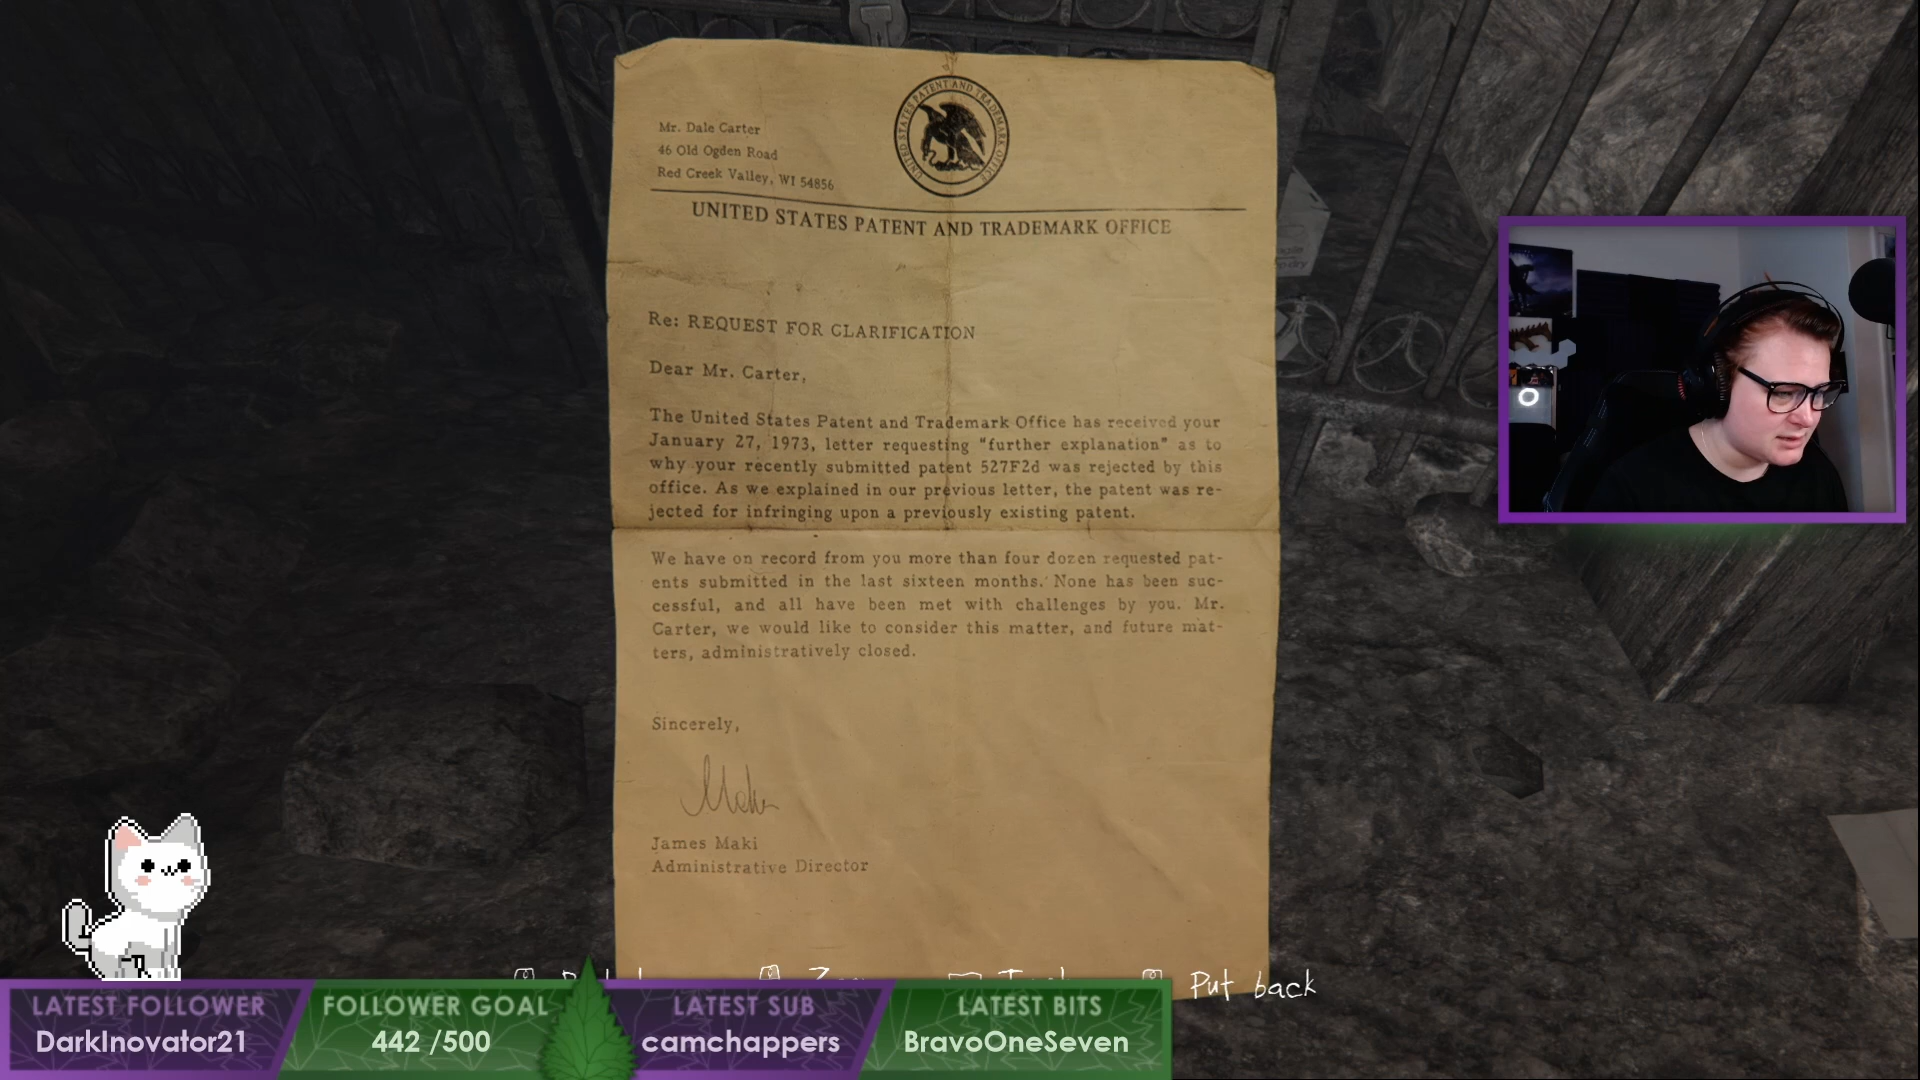 Mr. Dale Carter
46 Old Ogden Road
Red Creek Valley, WI 54856
UNITED STATES PATENT AND TRADEMARK OFFICE
UNITED STATES PATENT AND TRADEMARK OFFICE
Re: REQUEST FOR CLARIFICATION
Dear Mr. Carter,
The United States Patent and Trademark Office has received your
January 27, 1973, letter requesting "further explanation" as to
why your recently submitted patent 527F2d was rejected by this
office. As we explained in our previous letter, the patent was re-
jected for infringing upon a previously existing patent.
We have on record from you more than four dozen requested pat-
ents submitted in the last sixteen months. None has been suc-
cessful, and all have been met with challenges by you. Mr.
Carter, we would like to consider this matter, and future mat-
ters, administratively closed.
Sincerely,
Maki
James Maki
Administrative Director
Put back
LATEST FOLLOWER
DarkInovator21
FOLLOWER GOAL
442 /500
LATEST SUB
camchappers
LATEST BITS
BravoOneSeven